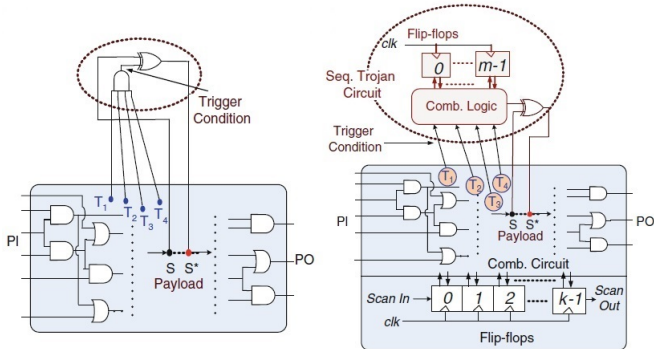 Trigger
Condition
T1
T2
T3
T4
PI
S
S*
Payload
PO
Flip-flops
clk
0
m-1
Seq. Trojan
Circuit
Comb. Logic
Trigger
Condition
T1
T2
T3
T4
PI
S
S*
Payload
PO
Comb. Circuit
Scan In
0
1
2
k-1
Scan
Out
clk
Flip-flops